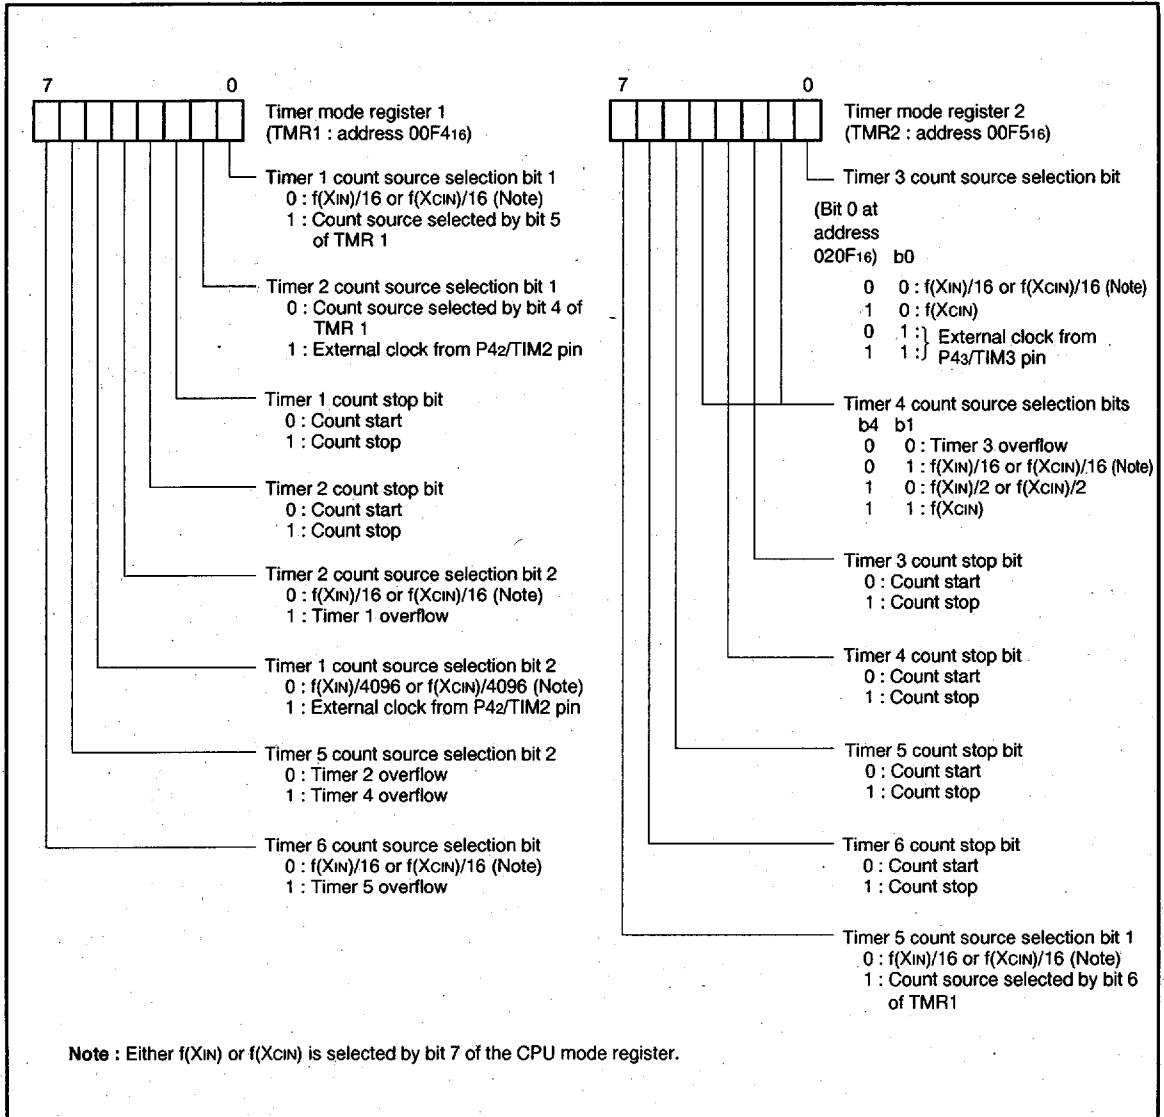 7 0
Timer mode register 1
(TMR1 : address 00F416)
Timer 1 count source selection bit 1
0 : f(XIN)/16 or f(XCIN)/16 (Note)
1 : Count source selected by bit 5
of TMR 1
Timer 2 count source selection bit 1
0 : Count source selected by bit 4 of
TMR 1
1 : External clock from P42/TIM2 pin
Timer 1 count stop bit
0 : Count start
1 : Count stop
Timer 2 count stop bit
0 : Count start
1 : Count stop
Timer 2 count source selection bit 2
0 : f(XIN)/16 or f(XCIN)/16 (Note)
1 : Timer 1 overflow
Timer 1 count source selection bit 2
0 : f(XIN)/4096 or f(XCIN)/4096 (Note)
1 : External clock from P42/TIM2 pin
Timer 5 count source selection bit 2
0 : Timer 2 overflow
1 : Timer 4 overflow
Timer 6 count source selection bit
0 : f(XIN)/16 or f(XCIN)/16 (Note)
1 : Timer 5 overflow
7 0
Timer mode register 2
(TMR2 : address 00F516)
Timer 3 count source selection bit
(Bit 0 at
address
020F16) b0
0 0 : f(XIN)/16 or f(XCIN)/16 (Note)
1 0 : f(XCIN)
0 1 : } External clock from
1 1 : } P43/TIM3 pin
Timer 4 count source selection bits
b4 b1
0 0 : Timer 3 overflow
0 1 : f(XIN)/16 or f(XCIN)/16 (Note)
1 0 : f(XIN)/2 or f(XCIN)/2
1 1 : f(XCIN)
Timer 3 count stop bit
0 : Count start
1 : Count stop
Timer 4 count stop bit
0 : Count start
1 : Count stop
Timer 5 count stop bit
0 : Count start
1 : Count stop
Timer 6 count stop bit
0 : Count start
1 : Count stop
Timer 5 count source selection bit 1
0 : f(XIN)/16 or f(XCIN)/16 (Note)
1 : Count source selected by bit 6
of TMR1
Note : Either f(XIN) or f(XCIN) is selected by bit 7 of the CPU mode register.